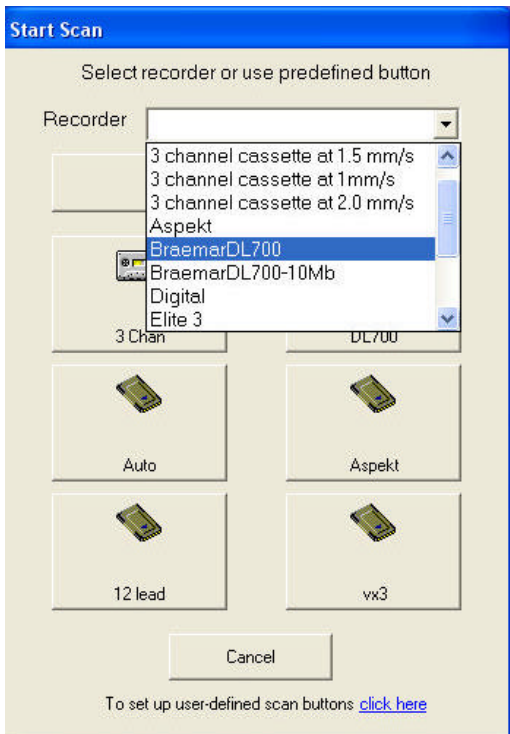 Start Scan
Select recorder or use predefined button
Recorder
3 channel cassette at 1.5 mm/s
3 channel cassette at 1mm/s
3 channel cassette at 2.0 mm/s
Aspekt
BraemarDL700
BraemarDL700-10Mb
Digital
Elite 3
3 Chan
DL700
Auto
Aspekt
12 lead
vx3
Cancel
To set up user-defined scan buttons click here